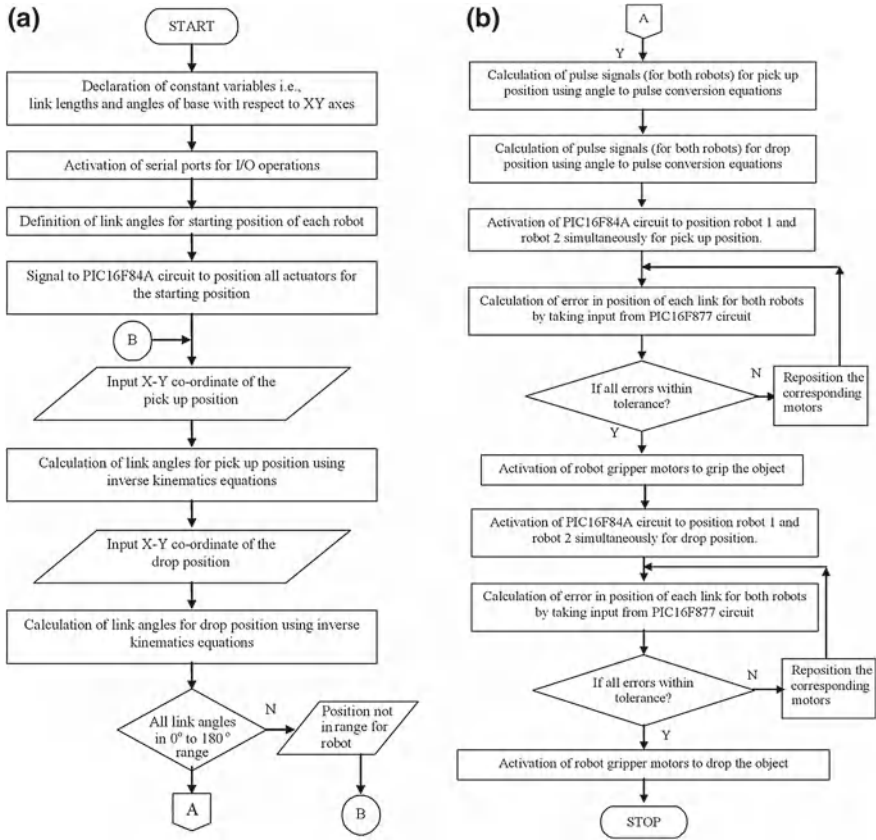 (a)
START
Declaration of constant variables i.e.,
link lengths and angles of base with respect to XY axes
Activation of serial ports for I/O operations
Definition of link angles for starting position of each robot
Signal to PIC16F84A circuit to position all actuators for
the starting position
B
Input X-Y co-ordinate of the
pick up position
Calculation of link angles for pick up position using
inverse kinematics equations
Input X-Y co-ordinate of the
drop position
Calculation of link angles for drop position using inverse
kinematics equations
All link angles
in 0° to 180°
range
N
Position not
in range for
robot
A
B
(b)
A
Y
Calculation of pulse signals (for both robots) for pick up
position using angle to pulse conversion equations
Calculation of pulse signals (for both robots) for drop
position using angle to pulse conversion equations
Activation of PIC16F84A circuit to position robot 1 and
robot 2 simultaneously for pick up position.
Calculation of error in position of each link for both robots
by taking input from PIC16F877 circuit
If all errors within
tolerance?
N
Reposition the
corresponding
motors
Y
Activation of robot gripper motors to grip the object
Activation of PIC16F84A circuit to position robot 1 and
robot 2 simultaneously for drop position.
Calculation of error in position of each link for both robots
by taking input from PIC16F877 circuit
If all errors within
tolerance?
N
Reposition the
corresponding
motors
Y
Activation of robot gripper motors to drop the object
STOP